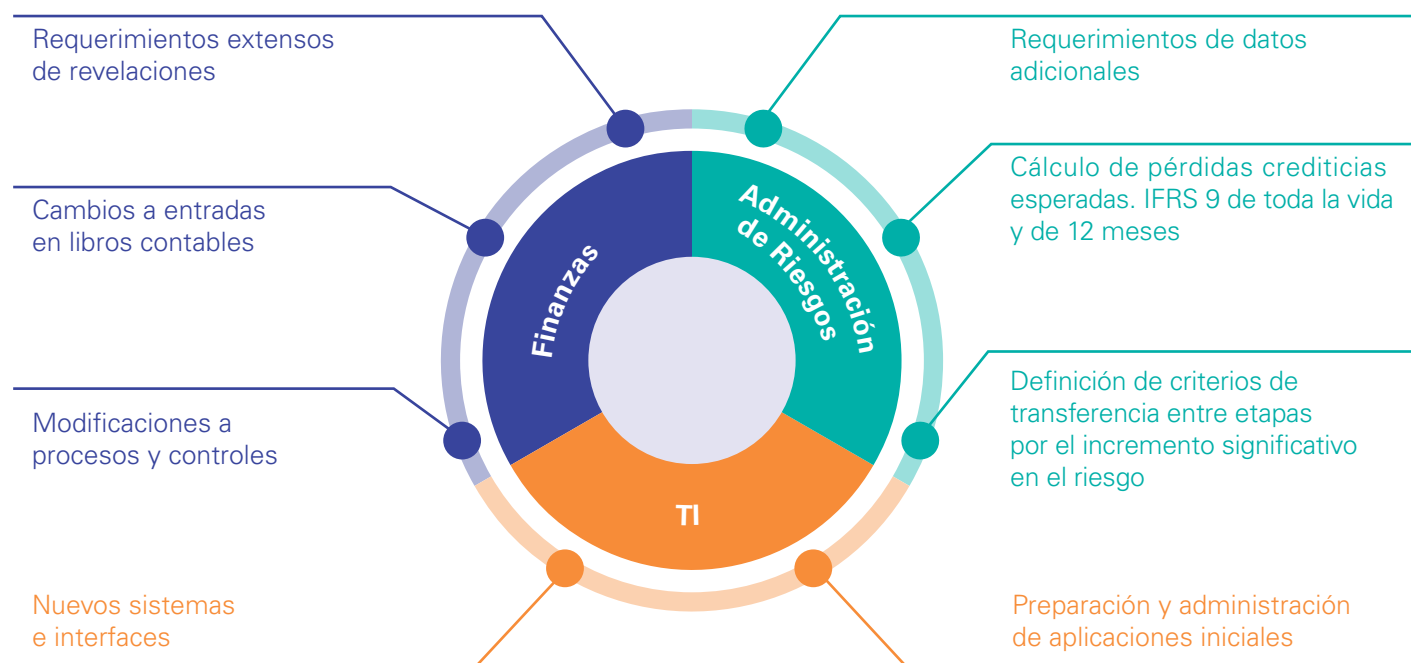 Requerimientos extensos
de revelaciones
Cambios a entradas
en libros contables
Modificaciones a
procesos y controles
Nuevos sistemas
e interfaces
Finanzas
Administración
de Riesgos
TI
Requerimientos de datos
adicionales
Cálculo de pérdidas crediticias
esperadas. IFRS 9 de toda la vida
y de 12 meses
Definición de criterios de
transferencia entre etapas
por el incremento significativo
en el riesgo
Preparación y administración
de aplicaciones iniciales